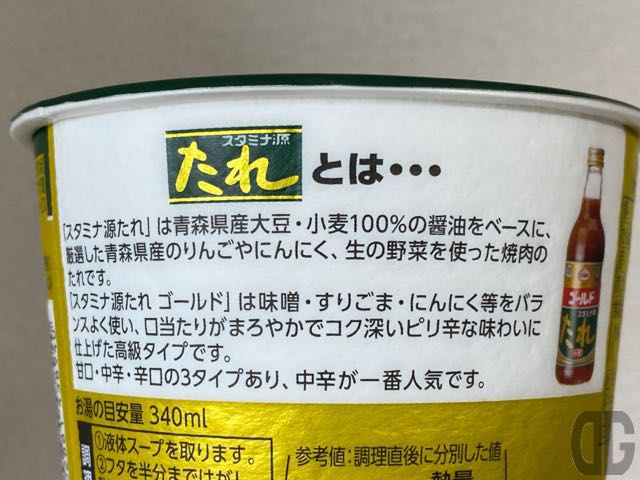 スタミナ源
たれ とは・・・
「スタミナ源たれ」は青森県産大豆・小麦100%の醤油をベースに、
厳選した青森県産のりんごやにんにく、生の野菜を使った焼肉の
たれです。
「スタミナ源たれ ゴールド」は味噌・すりごま・にんにく等をバラ
ンスよく使い、口当たりがまろやかでコク深いピリ辛な味わいに
仕上げた高級タイプです。
甘口・中辛・辛口の3タイプあり、中辛が一番人気です。
ゴールド
スタミナ源
たれ
お湯の目安量 340ml
①液体スープを取ります。
②フタを半分まではがし
参考値:調理直後に分別した値
熱量
DG